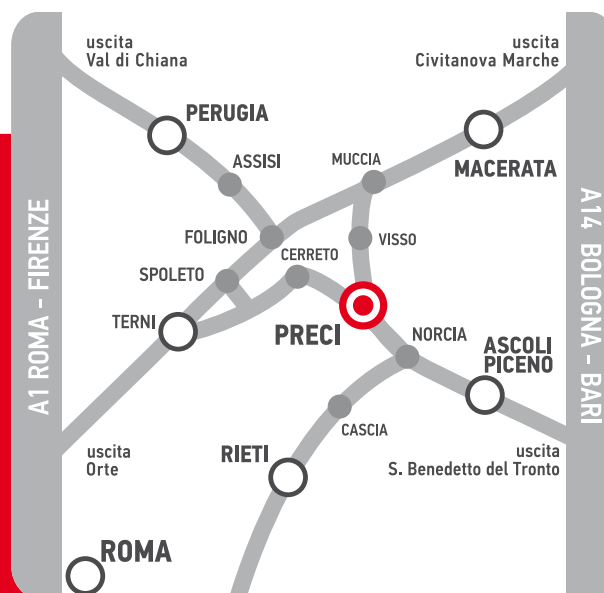 uscita
Val di Chiana
uscita
Civitanova Marche
PERUGIA
ASSISI
MUCCIA
MACERATA
FOLIGNO
VISSO
CERRETO
SPOLETO
TERNI
PRECI
NORCIA
ASCOLI
PICENO
CASCIA
uscita
Orte
RIETI
uscita
S. Benedetto del Tronto
ROMA
A1 ROMA - FIRENZE
A14 BOLOGNA - BARI